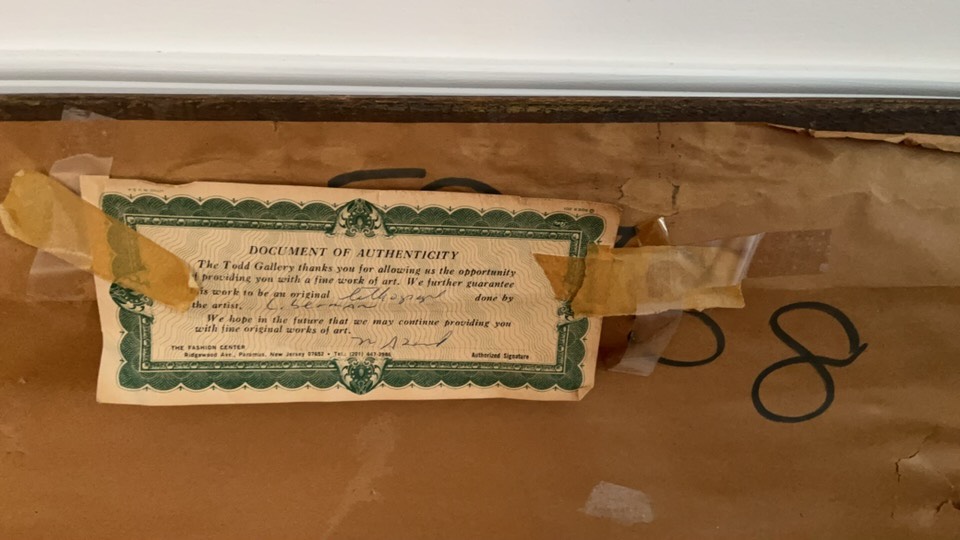 DOCUMENT OF AUTHENTICITY
The Todd Gallery thanks you for allowing us the opportunity
providing you with a fine work of art. We further guarantee
is work to be an original lithograph done by
the artist,
We hope in the future that we may continue providing you
with fine original works of art.
THE FASHION CENTER
Ridgewood Ave., Paramus, New Jersey 07652 • Tel.: (201)
Authorized Signature
8